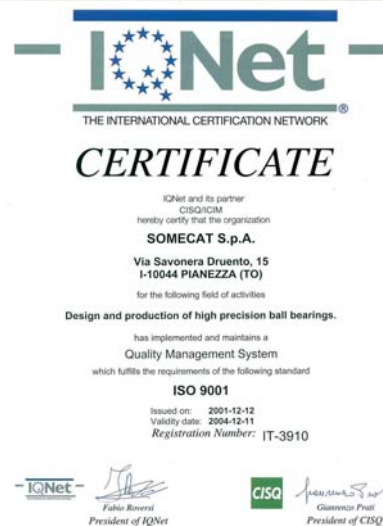 IQNet
®
THE INTERNATIONAL CERTIFICATION NETWORK
CERTIFICATE
IQNet and its partner
CISQ/ICIM
hereby certify that the organization
SOMECAT S.p.A.
Via Savonera Druento, 15
I-10044 PIANEZZA (TO)
for the following field of activities
Design and production of high precision ball bearings.
has implemented and maintains a
Quality Management System
which fulfills the requirements of the following standard
ISO 9001
Issued on: 2001-12-12
Validity date: 2004-12-11
Registration Number: IT-3910
IQNet
CISQ
Fabio Roversi
President of IQNet
Gianrenzo Prati
President of CISQ